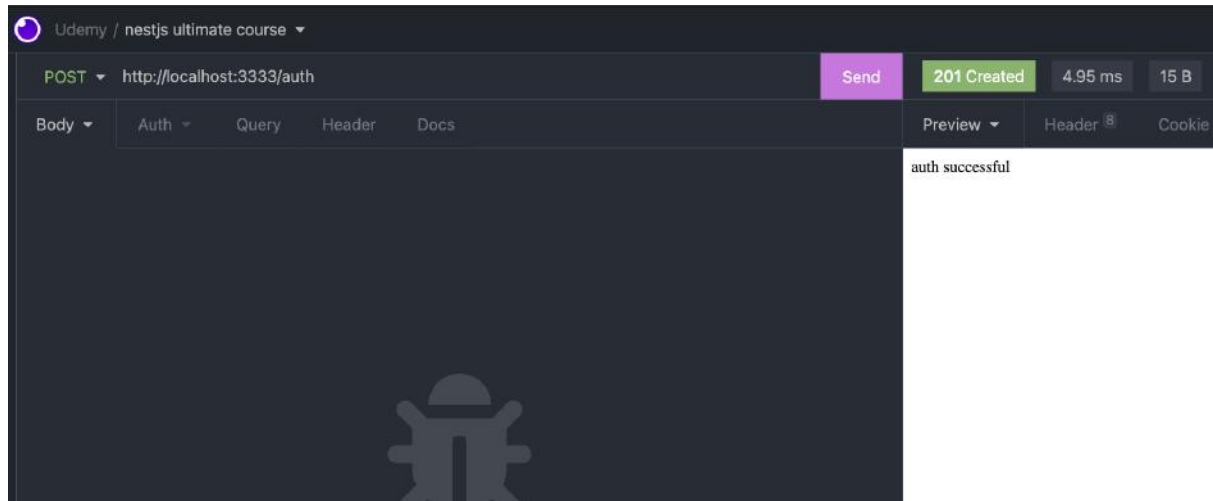 Udemy / nestjs ultimate course
POST http://localhost:3333/auth Send 201 Created 4.95 ms 15 B
Body Auth Query Header Docs Preview Header 8 Cookie
auth successful